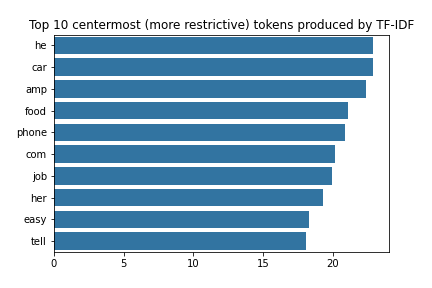 Top 10 centermost (more restrictive) tokens produced by TF-IDF
he
car
amp
food
phone
com
job
her
easy
tell
0 5 10 15 20